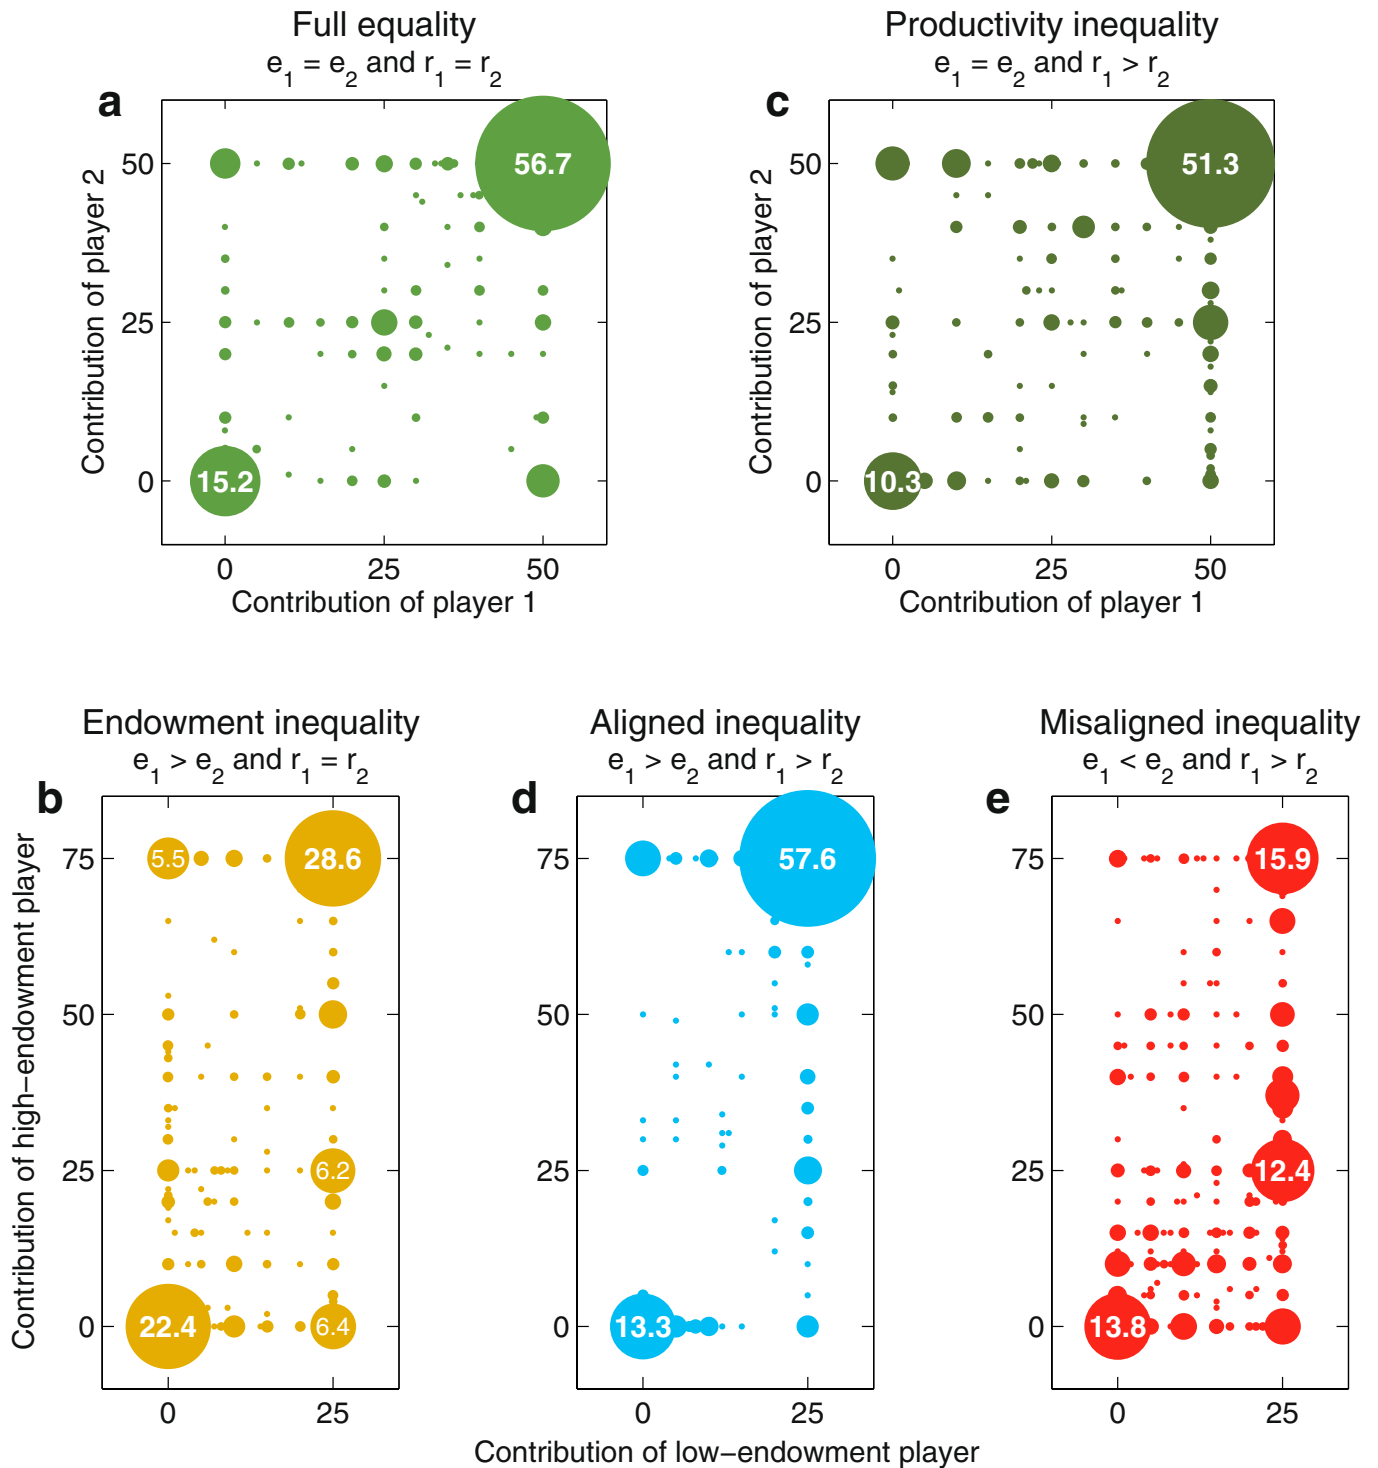 Full equality
e1 = e2 and r1 = r2
a
Contribution of player 2
50
25
0
56.7
15.2
0 25 50
Contribution of player 1
Productivity inequality
e1 = e2 and r1 > r2
c
Contribution of player 2
50
25
0
51.3
10.3
0 25 50
Contribution of player 1
Endowment inequality
e1 > e2 and r1 = r2
b
Contribution of high−endowment player
75
50
25
0
5.5 28.6
6.2
22.4 6.4
0 25
Aligned inequality
e1 > e2 and r1 > r2
d
75
50
25
0
57.6
13.3
0 25
Misaligned inequality
e1 < e2 and r1 > r2
e
75
50
25
0
15.9
12.4
13.8
0 25
Contribution of low−endowment player